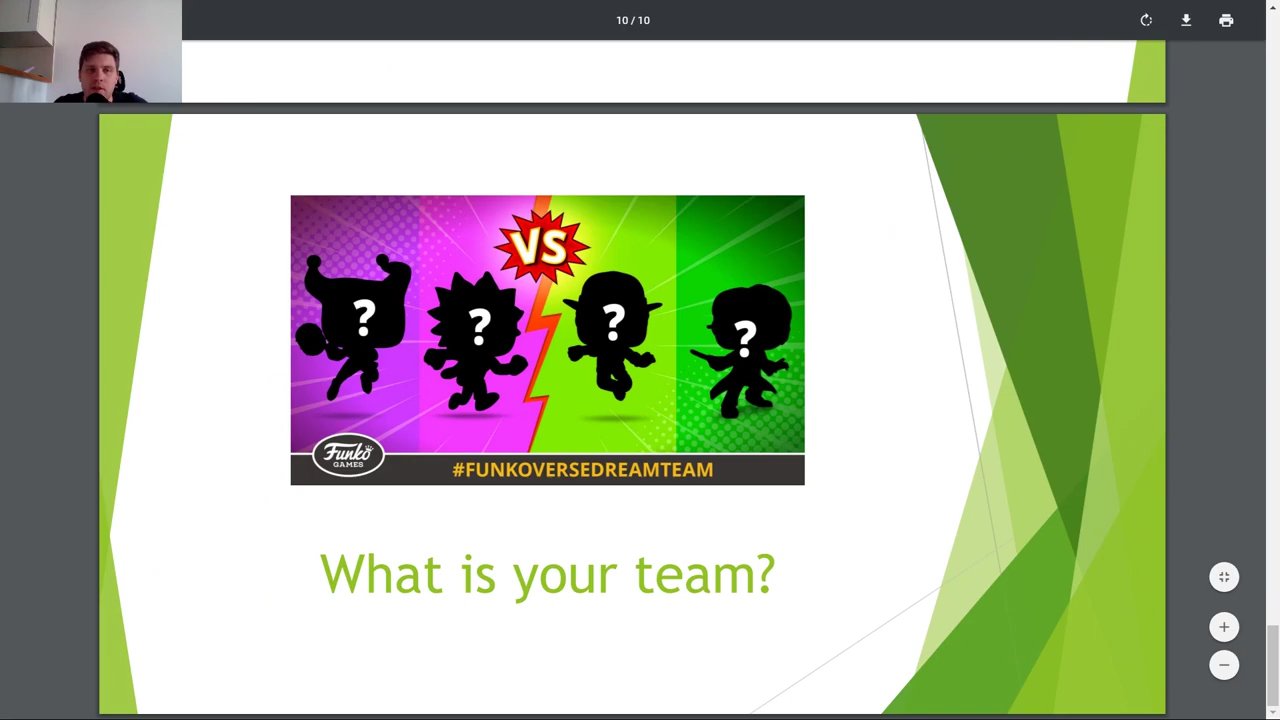 10 / 10
VS
? ? ? ?
Funko
GAMES
#FUNKOVERSEDREAMTEAM
What is your team?